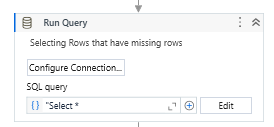 Run Query
Selecting Rows that have missing rows
Configure Connection...
SQL query
{ } "Select *
Edit